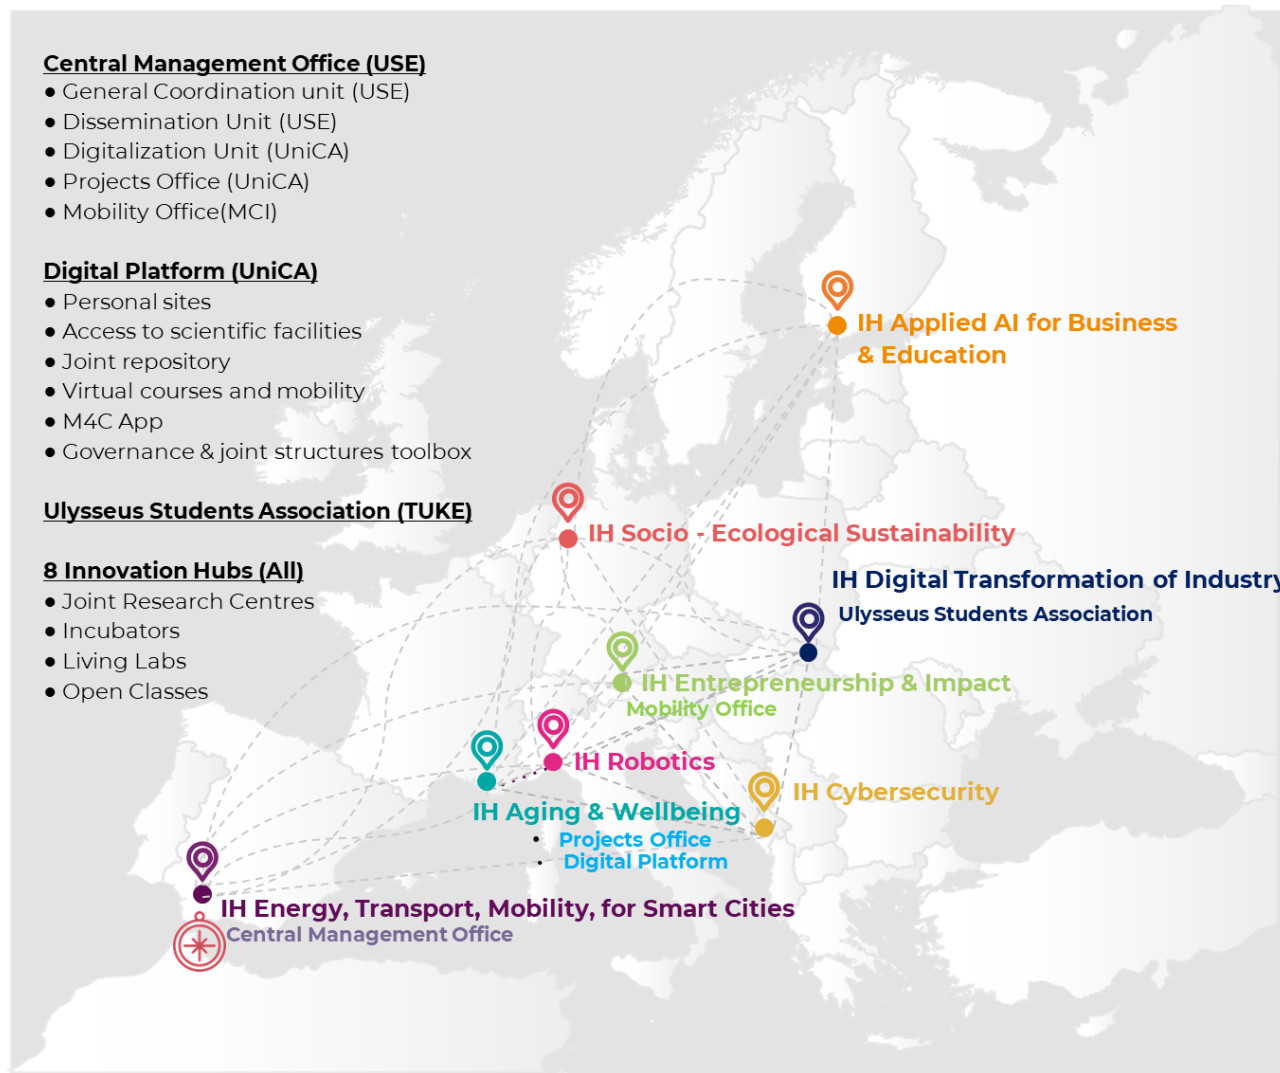 Central Management Office (USE)
● General Coordination unit (USE)
● Dissemination Unit (USE)
● Digitalization Unit (UniCA)
● Projects Office (UniCA)
● Mobility Office(MCI)
Digital Platform (UniCA)
● Personal sites
● Access to scientific facilities
● Joint repository
● Virtual courses and mobility
● M4C App
● Governance & joint structures toolbox
Ulysseus Students Association (TUKE)
8 Innovation Hubs (All)
● Joint Research Centres
● Incubators
● Living Labs
● Open Classes
IH Applied AI for Business
& Education
IH Socio - Ecological Sustainability
IH Digital Transformation of Industry
Ulysseus Students Association
IH Entrepreneurship & Impact
Mobility Office
IH Robotics
IH Cybersecurity
IH Aging & Wellbeing
• Projects Office
• Digital Platform
IH Energy, Transport, Mobility, for Smart Cities
Central Management Office